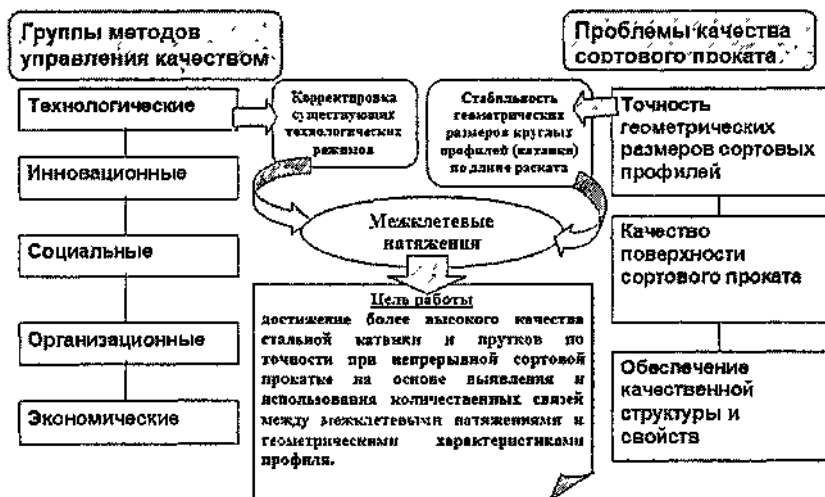 Группы методов
управления качеством
Технологические
Инновационные
Социальные
Организационные
Экономические
Корректировка
существующих
технологических
режимов
Стабильность
геометрических
размеров круглых
профилей (катанки)
по длине раската
Межклетевые
натяжения
Цель работы
достижение более высокого качества
стальной катанки и прутков по
точности при непрерывной сортовой
прокатке на основе выявления и
использования количественных связей
между межклетевыми натяжениями и
геометрическими характеристиками
профиля.
Проблемы качества
сортового проката
Точность
геометрических
размеров сортовых
профилей
Качество
поверхности
сортового проката
Обеспечение
качественной
структуры и
свойств